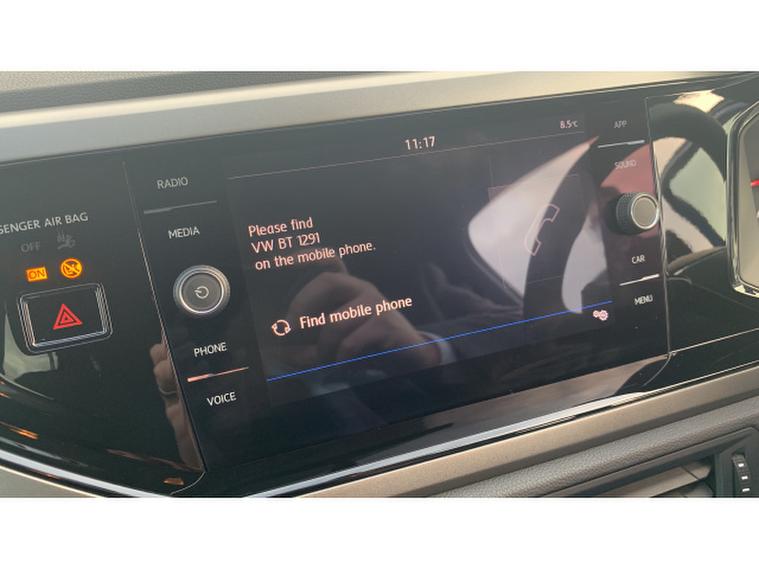 11:17
8.5°C
APP
RADIO
SOUND
SENGER AIR BAG
OFF
ON
MEDIA
Please find
VW BT 1291
on the mobile phone.
CAR
MENU
Find mobile phone
PHONE
VOICE